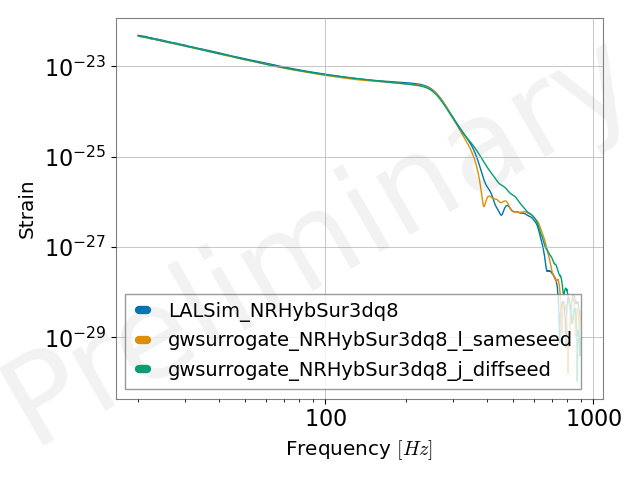 Preliminary
10⁻²³
10⁻²⁵
10⁻²⁷
10⁻²⁹
Strain
LALSim_NRHybSur3dq8
gwsurrogate_NRHybSur3dq8_l_sameseed
gwsurrogate_NRHybSur3dq8_j_diffseed
100
1000
Frequency [Hz]